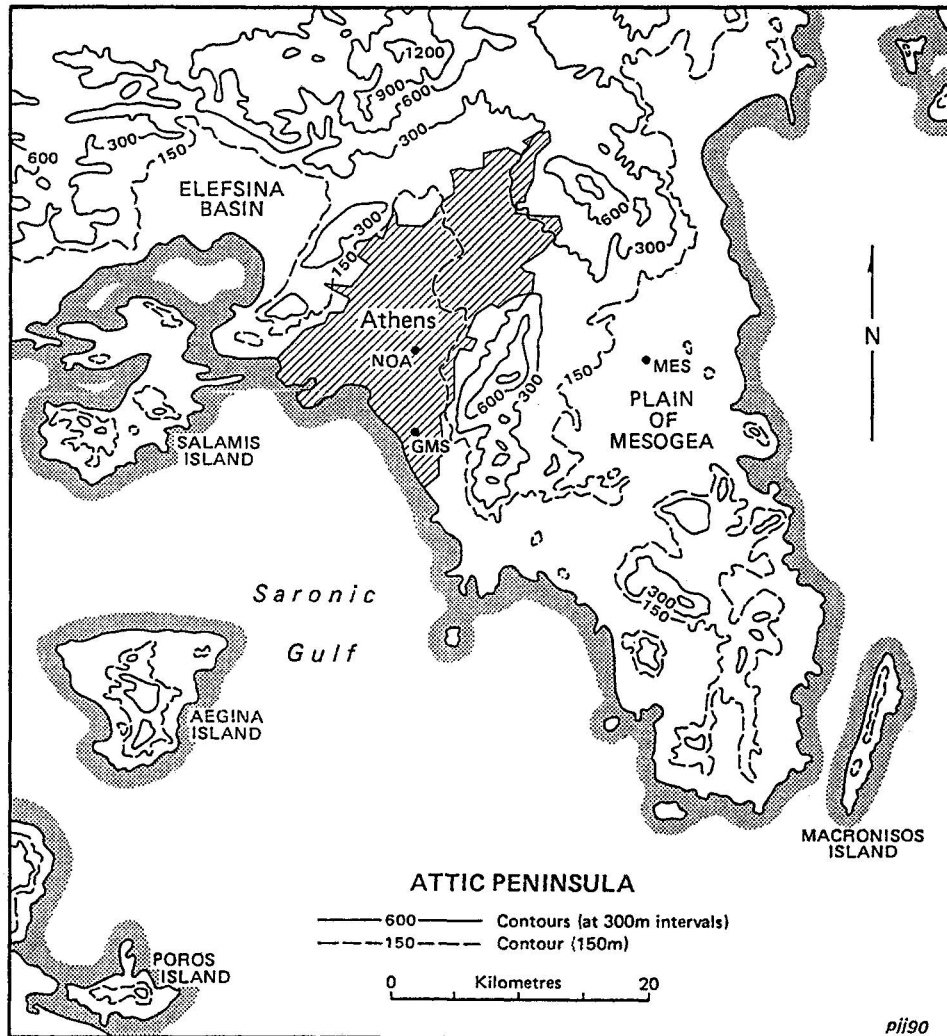 1200
900
600
300
300
150
600
ELEFSINA
BASIN
600
300
300
150
Athens
NOA
MES
150
PLAIN
OF
MESOGEA
300
600
GMS
SALAMIS
ISLAND
N
Saronic
Gulf
300
150
AEGINA
ISLAND
MACRONISOS
ISLAND
ATTIC PENINSULA
600 Contours (at 300m intervals)
150 Contour (150m)
POROS
ISLAND
0 Kilometres 20
pjj90